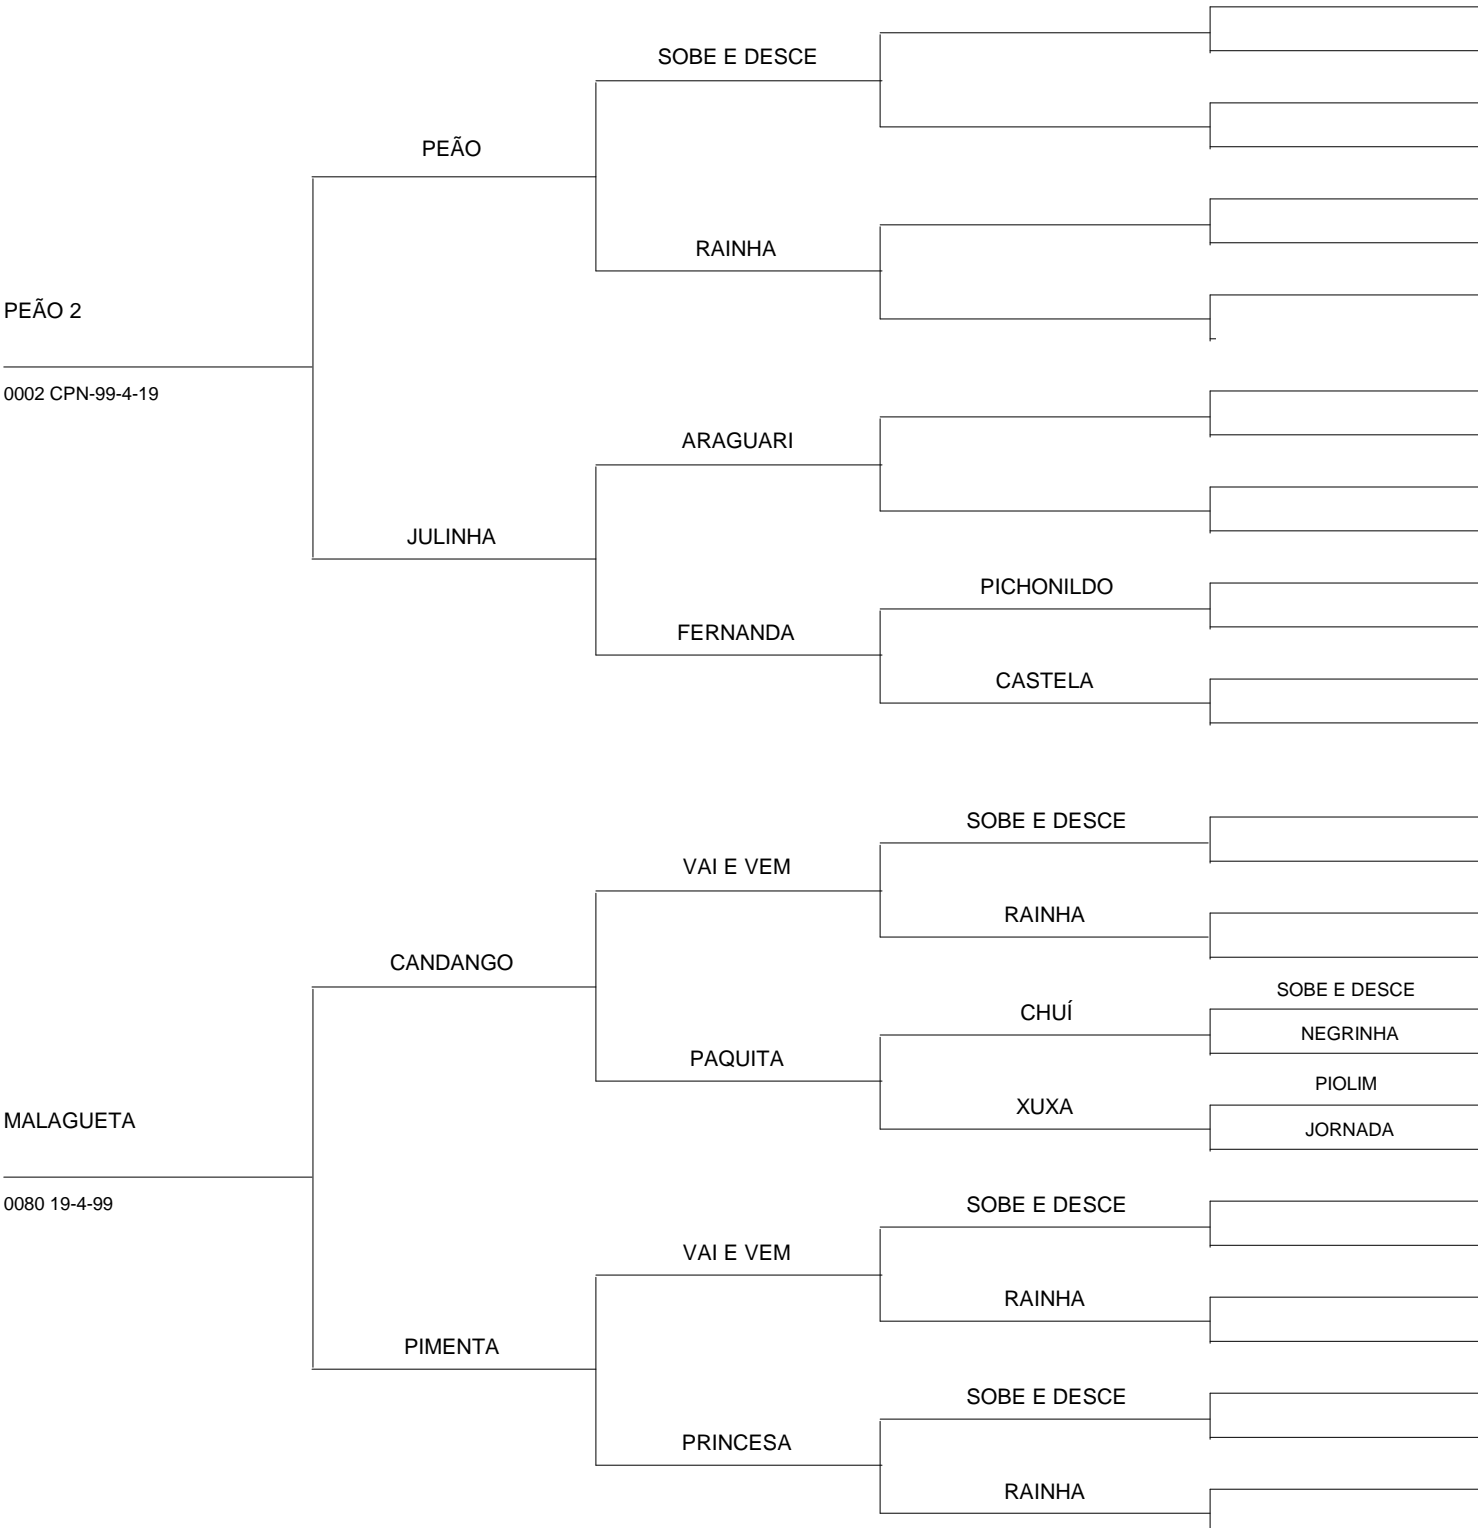 SOBE E DESCE
PEÃO
RAINHA
PEÃO 2
0002 CPN-99-4-19
ARAGUARI
JULINHA
PICHONILDO
FERNANDA
CASTELA
SOBE E DESCE
VAI E VEM
RAINHA
CANDANGO
SOBE E DESCE
CHUÍ
NEGRINHA
PAQUITA
PIOLIM
XUXA
MALAGUETA
JORNADA
0080 19-4-99
SOBE E DESCE
VAI E VEM
RAINHA
PIMENTA
SOBE E DESCE
PRINCESA
RAINHA